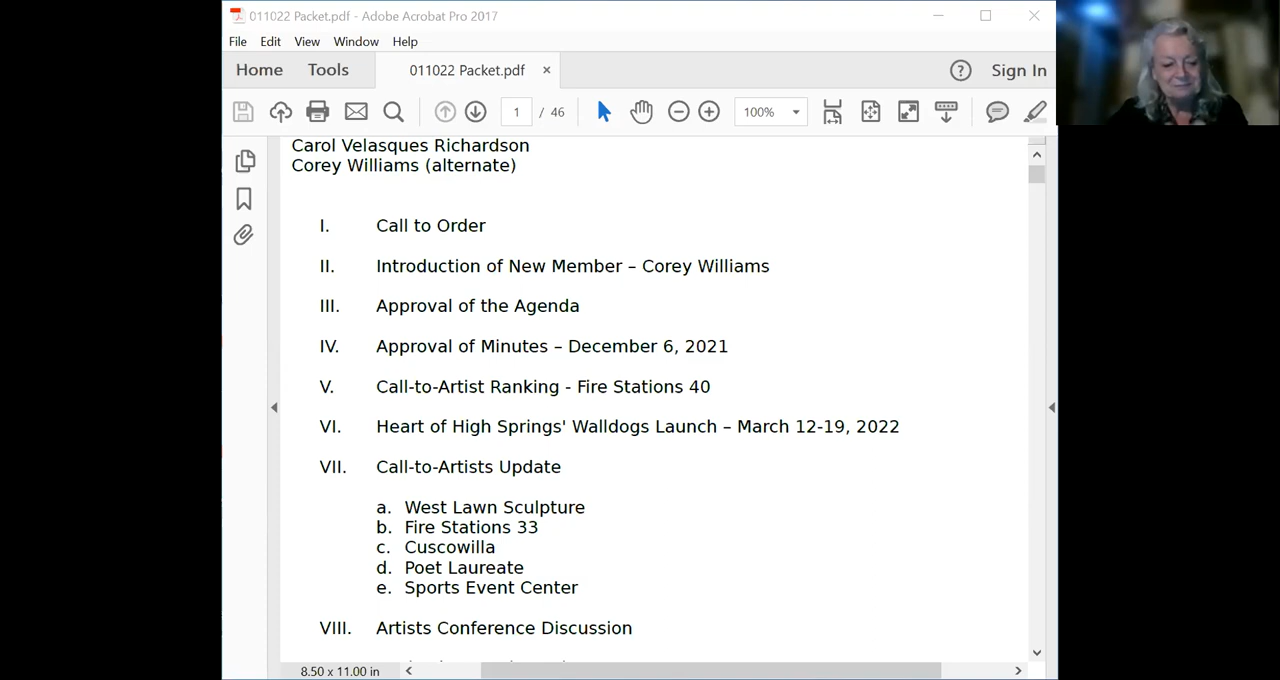 011022 Packet.pdf - Adobe Acrobat Pro 2017
File Edit View Window Help
Home Tools 011022 Packet.pdf × ? Sign In
1 / 46 100%
Carol Velasques Richardson
Corey Williams (alternate)
I. Call to Order
II. Introduction of New Member – Corey Williams
III. Approval of the Agenda
IV. Approval of Minutes – December 6, 2021
V. Call-to-Artist Ranking - Fire Stations 40
VI. Heart of High Springs' Walldogs Launch – March 12-19, 2022
VII. Call-to-Artists Update
a. West Lawn Sculpture
b. Fire Stations 33
c. Cuscowilla
d. Poet Laureate
e. Sports Event Center
VIII. Artists Conference Discussion
8.50 x 11.00 in